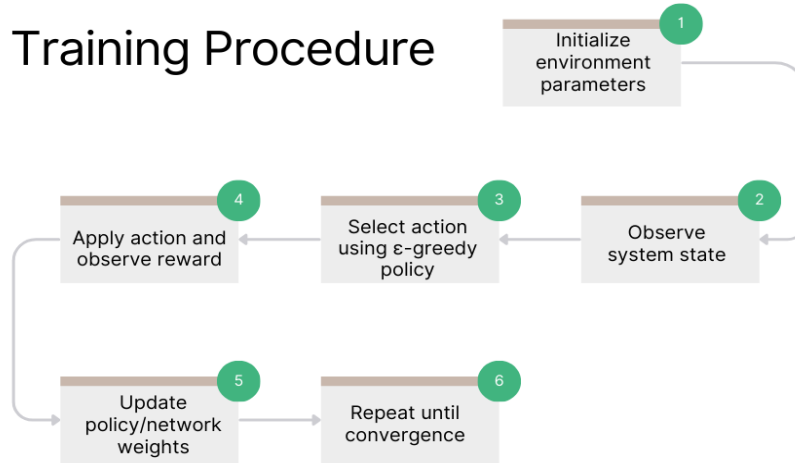 Training Procedure
1
Initialize
environment
parameters
2
Observe
system state
3
Select action
using ε-greedy
policy
4
Apply action and
observe reward
5
Update
policy/network
weights
6
Repeat until
convergence